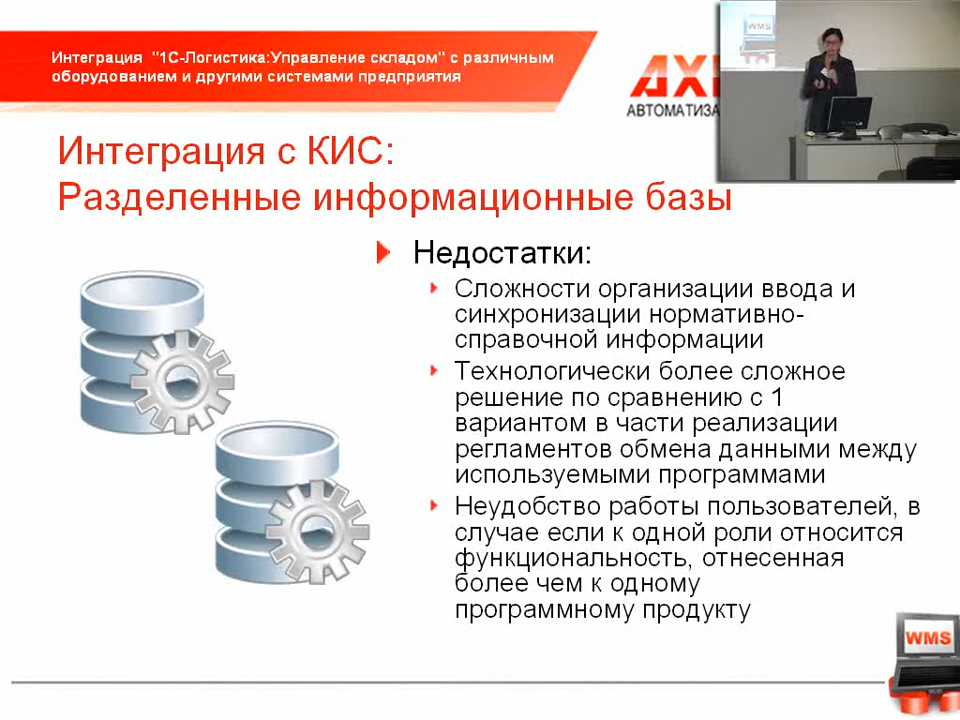 Интеграция "1С-Логистика:Управление складом" с различным
оборудованием и другими системами предприятия
АВТОМАТИЗА
Интеграция с КИС:
Разделенные информационные базы
Недостатки:
Сложности организации ввода и
синхронизации нормативно-
справочной информации
Технологически более сложное
решение по сравнению с 1
вариантом в части реализации
регламентов обмена данными между
используемыми программами
Неудобство работы пользователей, в
случае если к одной роли относится
функциональность, отнесенная
более чем к одному
программному продукту
WMS
WMS